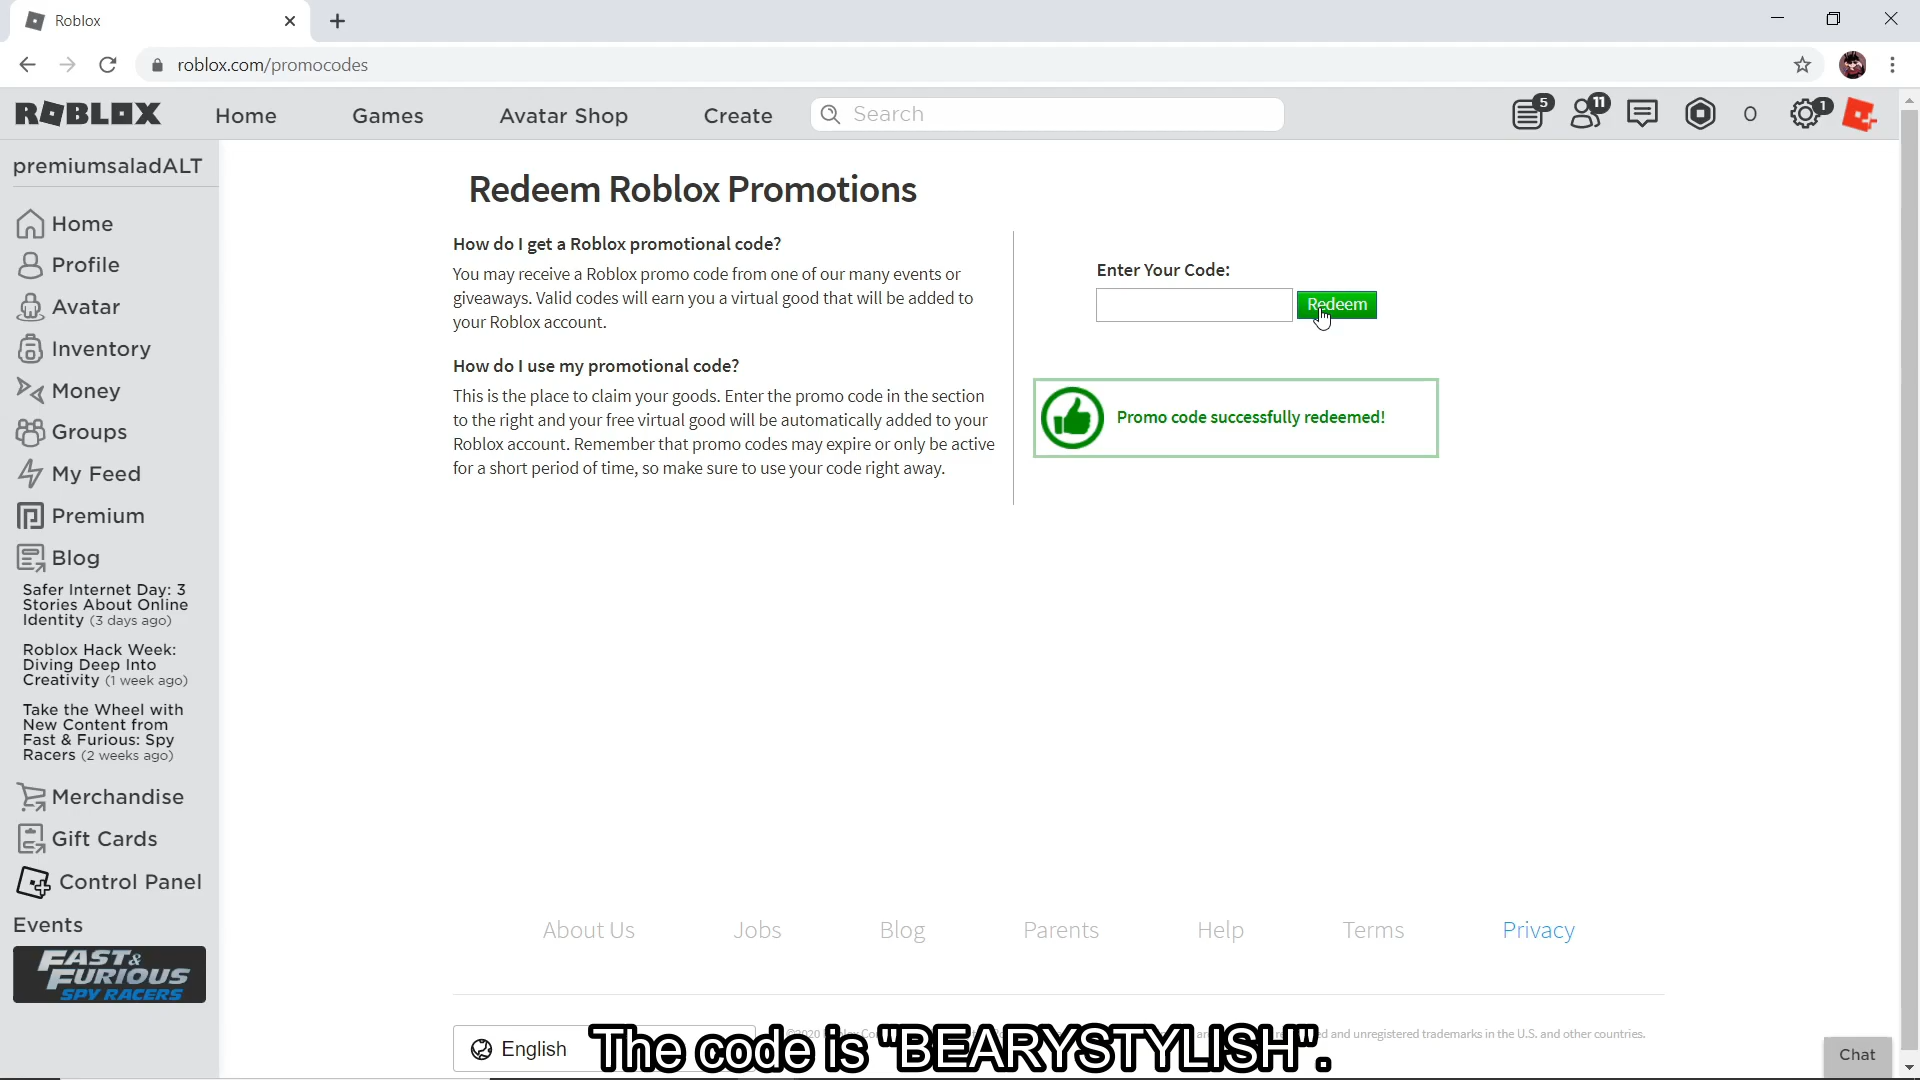 Roblox
roblox.com/promocodes
ROBLOX
Home
Games
Avatar Shop
Create
Search
5
11
0
1
premiumsaladALT
Home
Profile
Avatar
Inventory
Money
Groups
My Feed
Premium
Blog
Safer Internet Day: 3
Stories About Online
Identity (3 days ago)
Roblox Hack Week:
Diving Deep Into
Creativity (1 week ago)
Take the Wheel with
New Content from
Fast & Furious: Spy
Racers (2 weeks ago)
Merchandise
Gift Cards
Control Panel
Events
FAST &
FURIOUS
SPY RACERS
Redeem Roblox Promotions
How do I get a Roblox promotional code?
You may receive a Roblox promo code from one of our many events or
giveaways. Valid codes will earn you a virtual good that will be added to
your Roblox account.
How do I use my promotional code?
This is the place to claim your goods. Enter the promo code in the section
to the right and your free virtual good will be automatically added to your
Roblox account. Remember that promo codes may expire or only be active
for a short period of time, so make sure to use your code right away.
Enter Your Code:
Redeem
Promo code successfully redeemed!
About Us
Jobs
Blog
Parents
Help
Terms
Privacy
English
©2020
and unregistered trademarks in the U.S. and other countries.
The code is "BEARYSTYLISH".
Chat